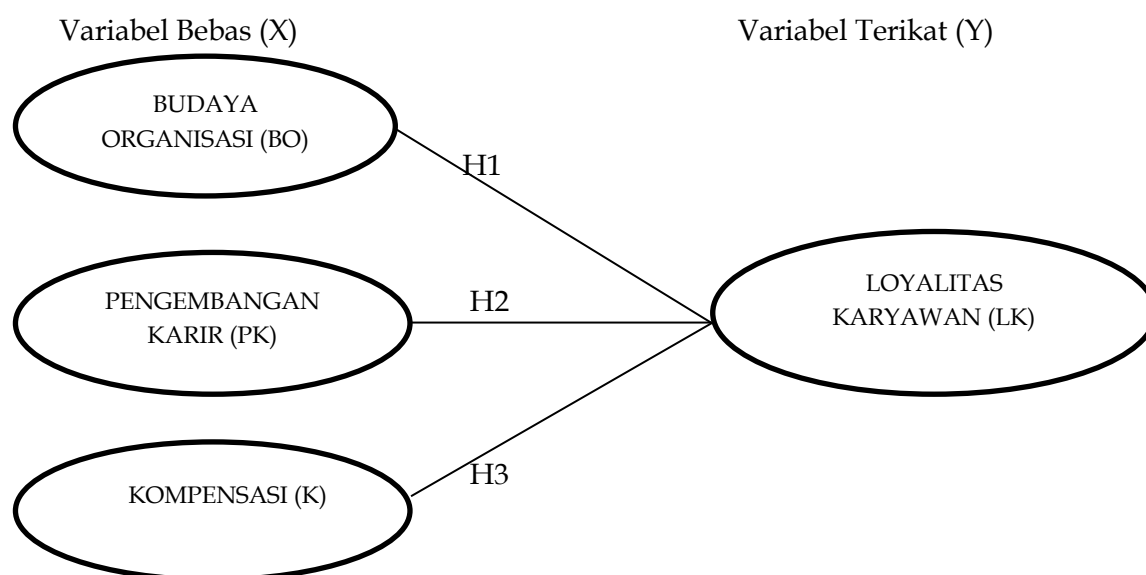 Variabel Bebas (X)
Variabel Terikat (Y)
BUDAYA
ORGANISASI (BO)
H1
PENGEMBANGAN
KARIR (PK)
H2
LOYALITAS
KARYAWAN (LK)
KOMPENSASI (K)
H3